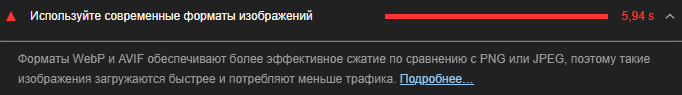 Используйте современные форматы изображений 5,94 s
Форматы WebP и AVIF обеспечивают более эффективное сжатие по сравнению с PNG или JPEG, поэтому такие
изображения загружаются быстрее и потребляют меньше трафика. Подробнее…